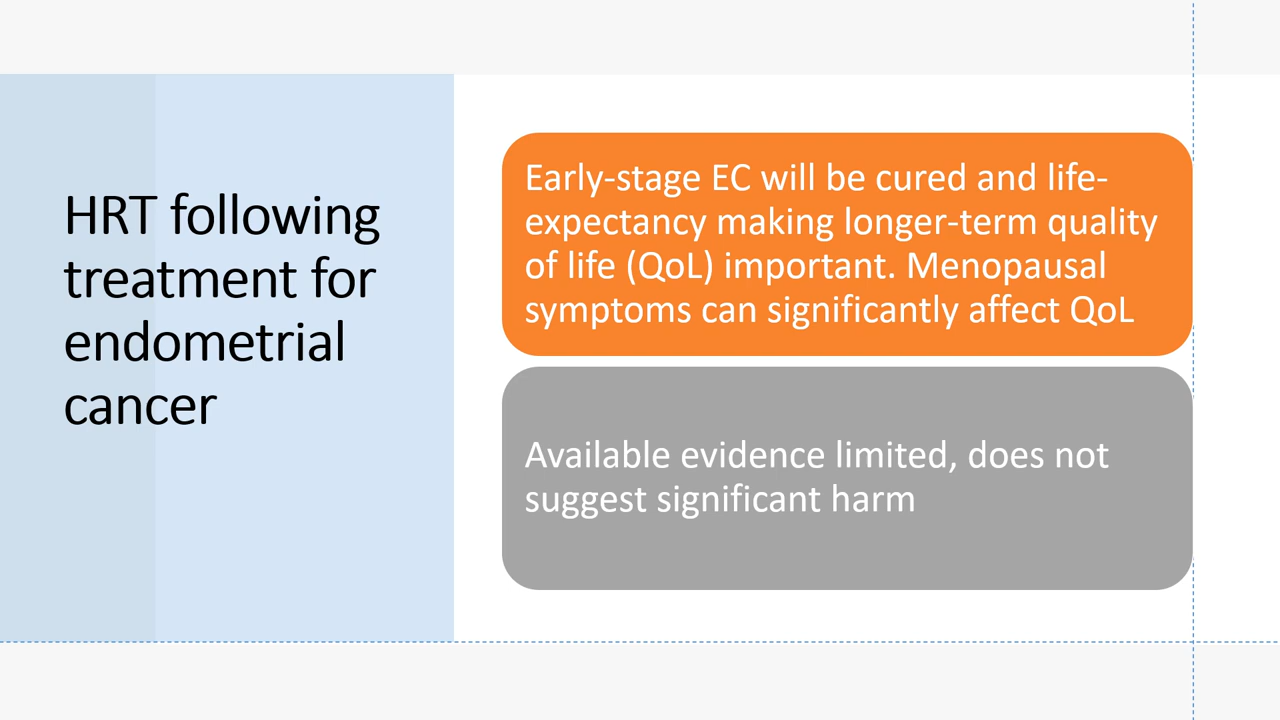 HRT following
treatment for
endometrial
cancer
Early-stage EC will be cured and life-
expectancy making longer-term quality
of life (QoL) important. Menopausal
symptoms can significantly affect QoL
Available evidence limited, does not
suggest significant harm